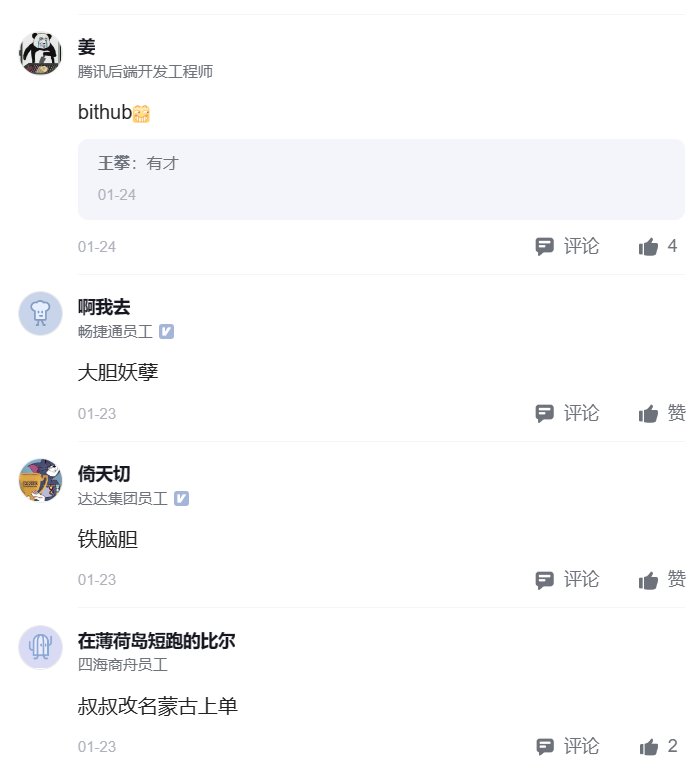 姜
腾讯后端开发工程师
bithub
王攀：有才
01-24
01-24 评论 4
啊我去
畅捷通员工
大胆妖孽
01-23 评论 赞
倚天切
达达集团员工
铁脑胆
01-23 评论 赞
在薄荷岛短跑的比尔
四海商舟员工
叔叔改名蒙古上单
01-23 评论 2